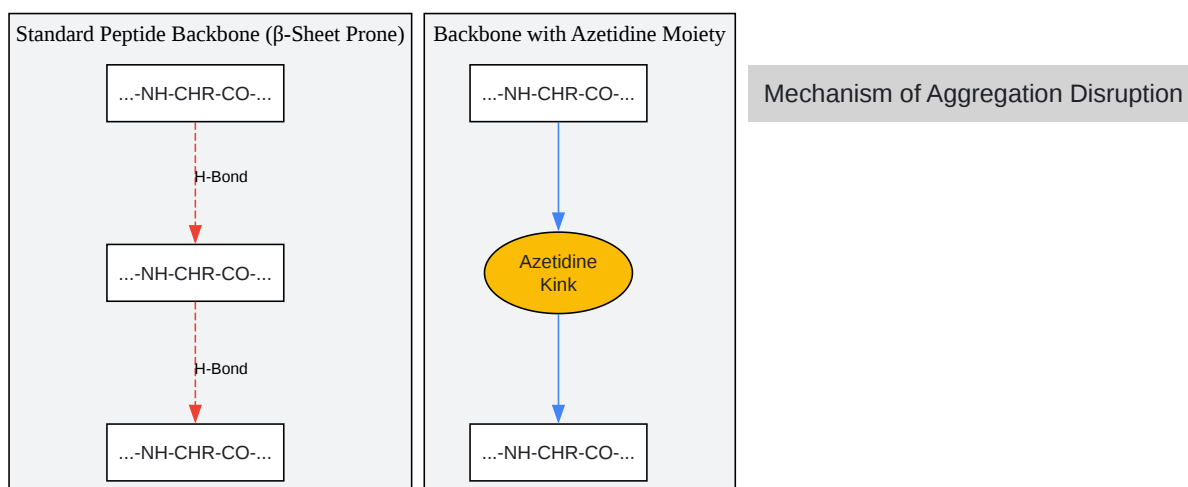 Standard Peptide Backbone (β-Sheet Prone)
...-NH-CHR-CO-...
H-Bond
...-NH-CHR-CO-...
H-Bond
...-NH-CHR-CO-...
Backbone with Azetidine Moiety
...-NH-CHR-CO-...
Azetidine
Kink
...-NH-CHR-CO-...
Mechanism of Aggregation Disruption